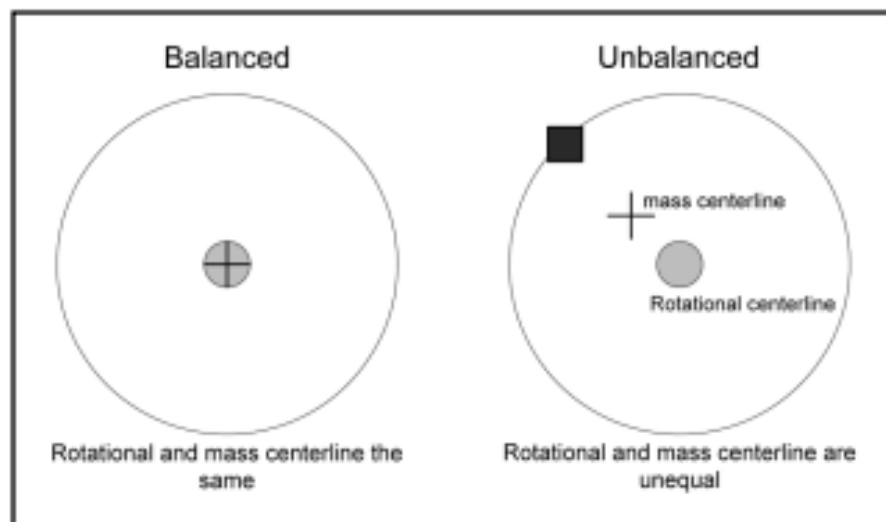 Balanced
Rotational and mass centerline the
same
Unbalanced
mass centerline
Rotational centerline
Rotational and mass centerline are
unequal